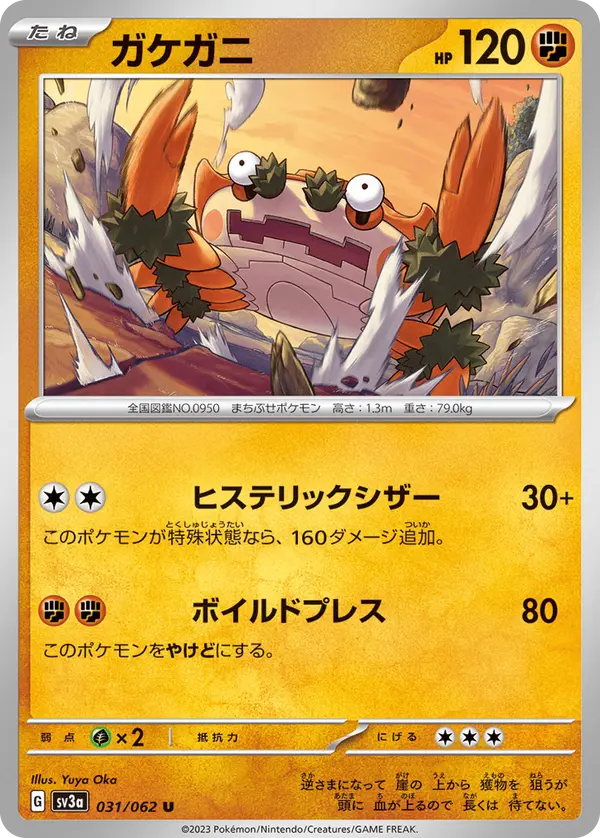 たね ガケガニ HP 120
全国図鑑NO.0950 まちぶせポケモン 高さ:1.3m 重さ:79.0kg
ヒステリックシザー 30+
とくしゅじょうたい ついか
このポケモンが特殊状態なら、160ダメージ追加。
ボイルドプレス 80
このポケモンをやけどにする。
弱点 ×2 抵抗力 にげる
Illus. Yuya Oka
G sv3a 031/062 U
さか がけ うえ えもの ねら
逆さまになって 崖の 上から 獲物を 狙うが
あたま ち のぼ なが ま
頭に 血が上るので 長くは 待てない。
©2023 Pokémon/Nintendo/Creatures/GAME FREAK.